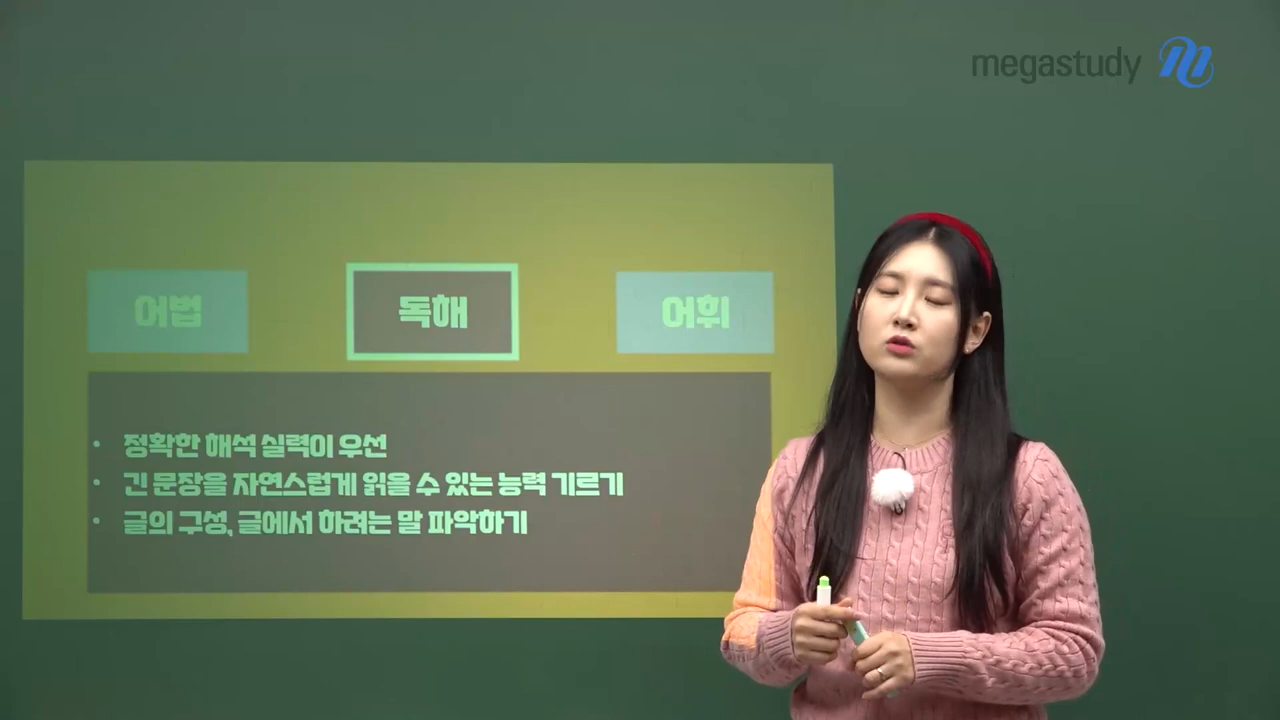 megastudy
어법
독해
어휘
• 정확한 해석 실력이 우선
• 긴 문장을 자연스럽게 읽을 수 있는 능력 기르기
• 글의 구성, 글에서 하려는 말 파악하기